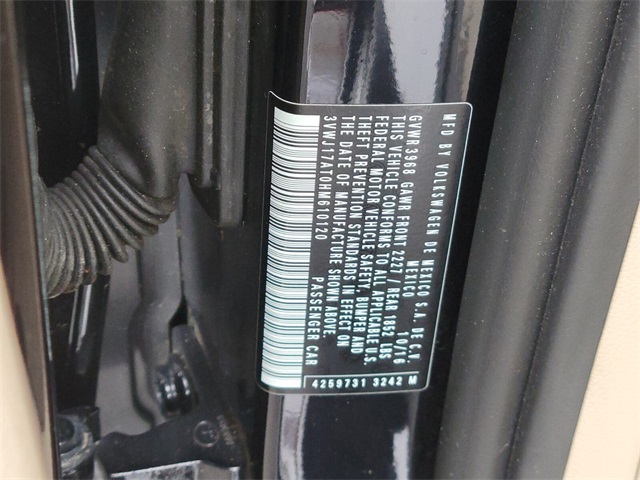 MFD BY VOLKSWAGEN DE MEXICO S.A. DE C.V.
MEXICO 10/16
GVWR 3968 GAWR FRONT 2227 / REAR 1852 LBS
THIS VEHICLE CONFORMS TO ALL APPLICABLE U.S.
FEDERAL MOTOR VEHICLE SAFETY, BUMPER AND
THEFT PREVENTION STANDARDS IN EFFECT ON
THE DATE OF MANUFACTURE SHOWN ABOVE.
3VWJ17AT0HM610120 PASSENGER CAR
4259731 3242 M